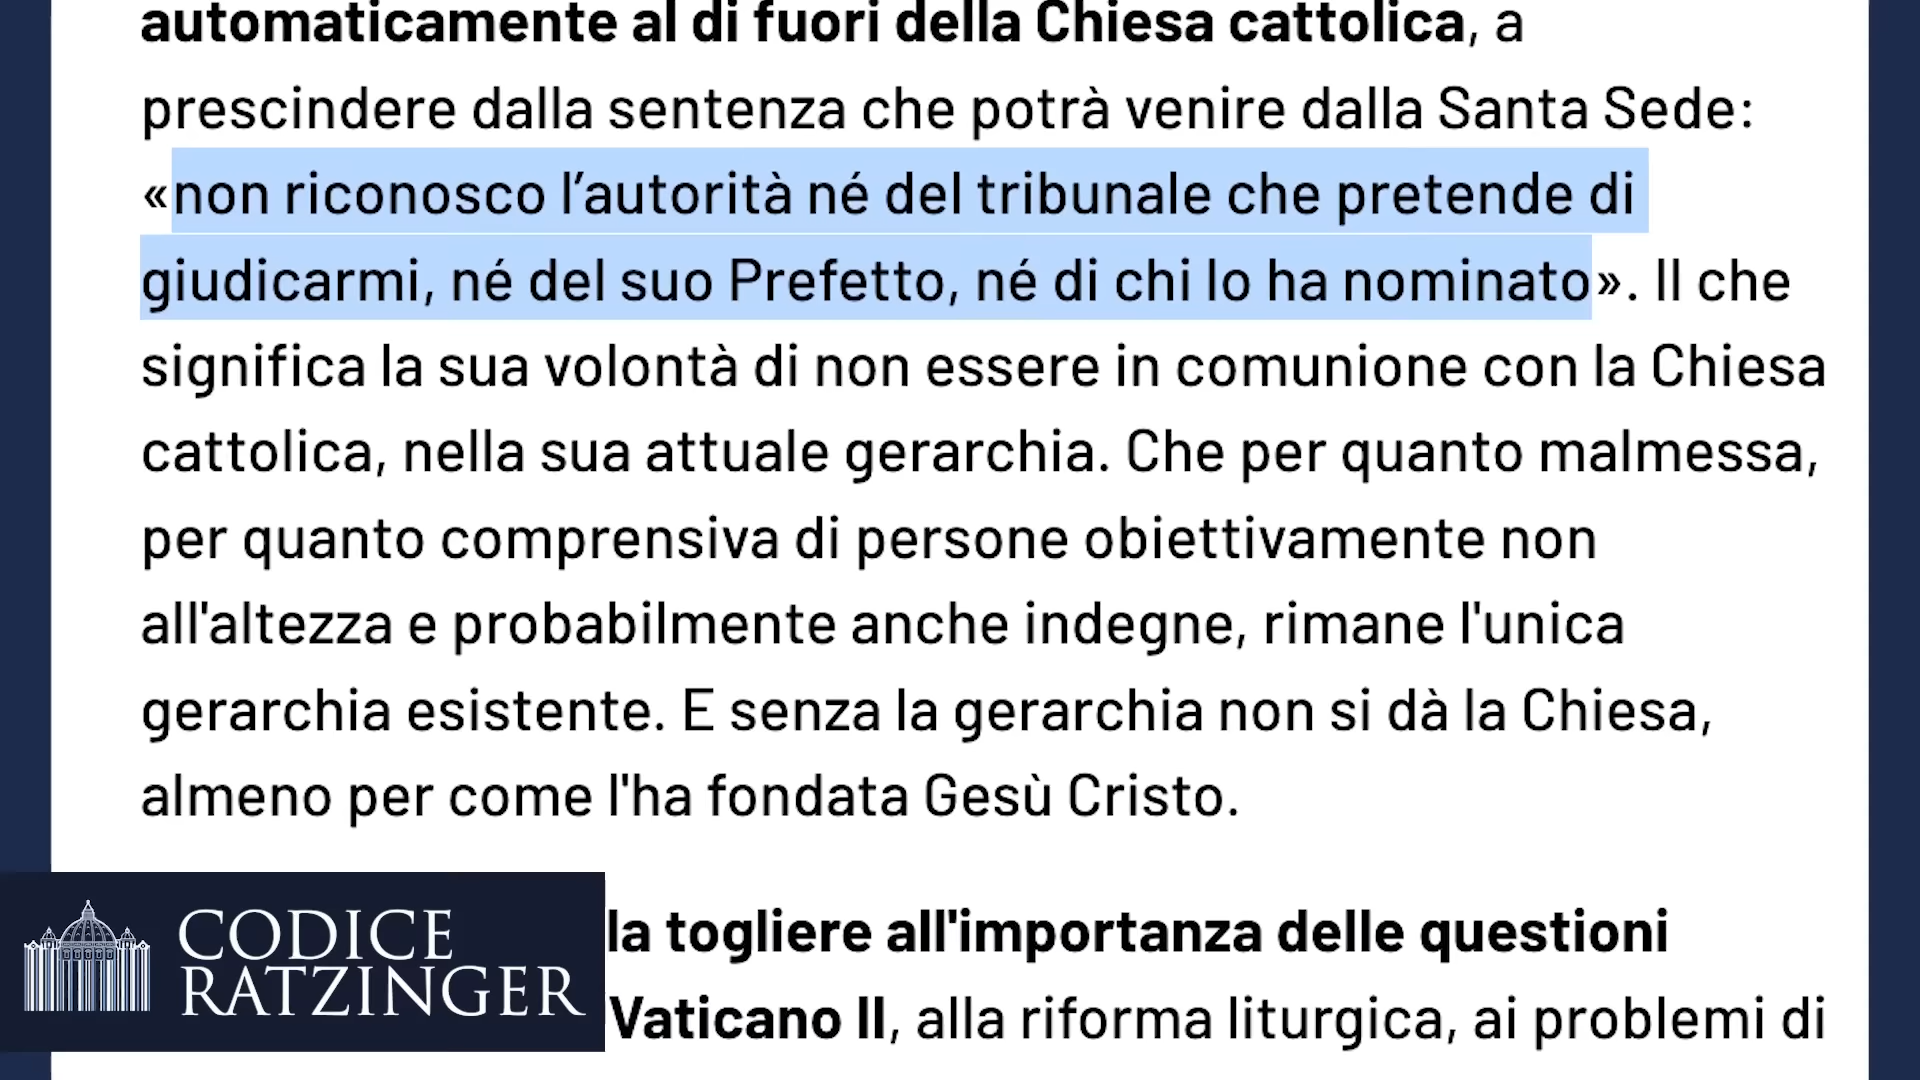 automaticamente al di fuori della Chiesa cattolica, a
prescindere dalla sentenza che potrà venire dalla Santa Sede:
«non riconosco l’autorità né del tribunale che pretende di
giudicarmi, né del suo Prefetto, né di chi lo ha nominato». Il che
significa la sua volontà di non essere in comunione con la Chiesa
cattolica, nella sua attuale gerarchia. Che per quanto malmessa,
per quanto comprensiva di persone obiettivamente non
all'altezza e probabilmente anche indegne, rimane l'unica
gerarchia esistente. E senza la gerarchia non si dà la Chiesa,
almeno per come l'ha fondata Gesù Cristo.
la togliere all'importanza delle questioni
Vaticano II, alla riforma liturgica, ai problemi di
CODICE
RATZINGER